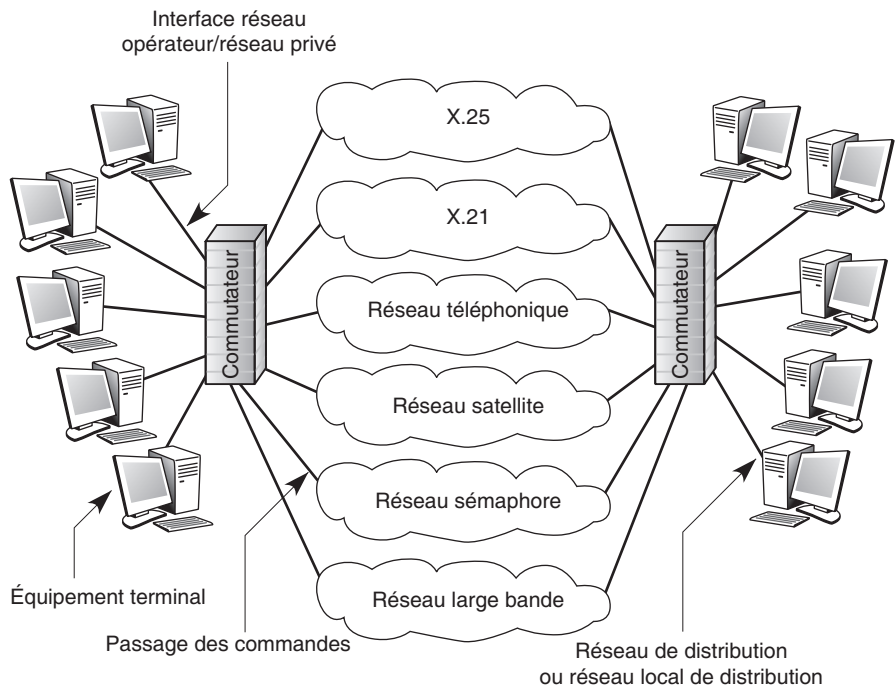 Interface réseau
opérateur/réseau privé
X.25
X.21
Commutateur
Commutateur
Réseau téléphonique
Réseau satellite
Réseau sémaphore
Réseau large bande
Équipement terminal
Passage des commandes
Réseau de distribution
ou réseau local de distribution